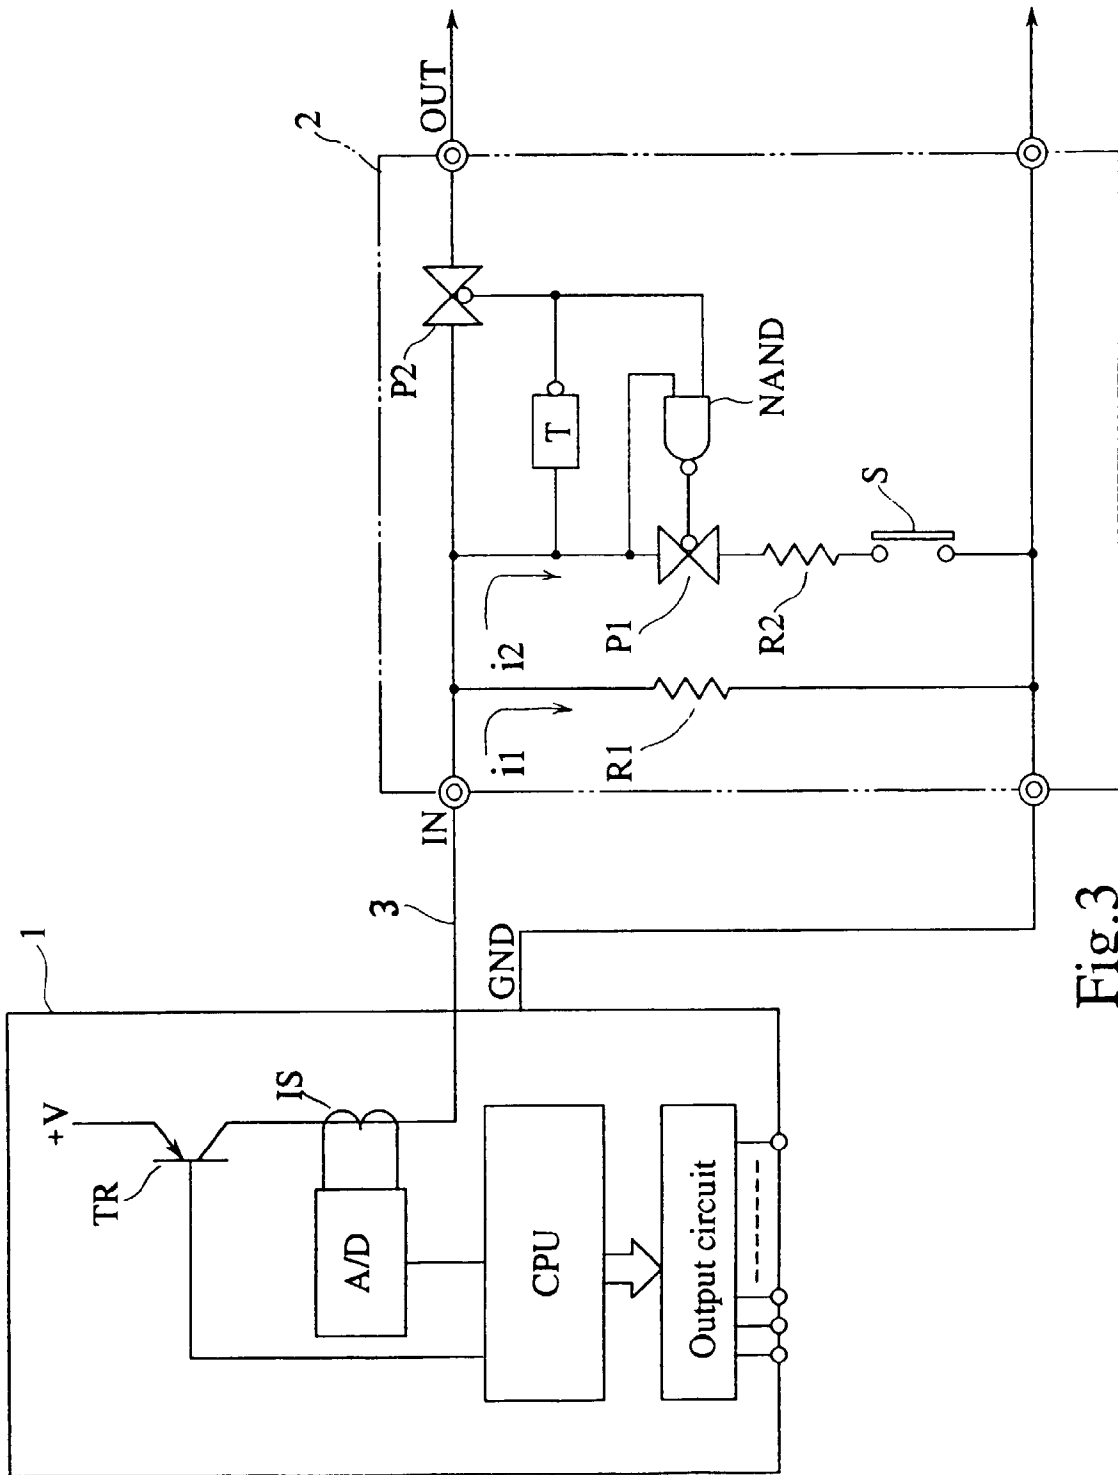 1
+V
TR
IS
A/D
CPU
Output circuit
3
GND
IN
OUT
2
P2
T
NAND
i1
i2
P1
R1
R2
S
Fig.3